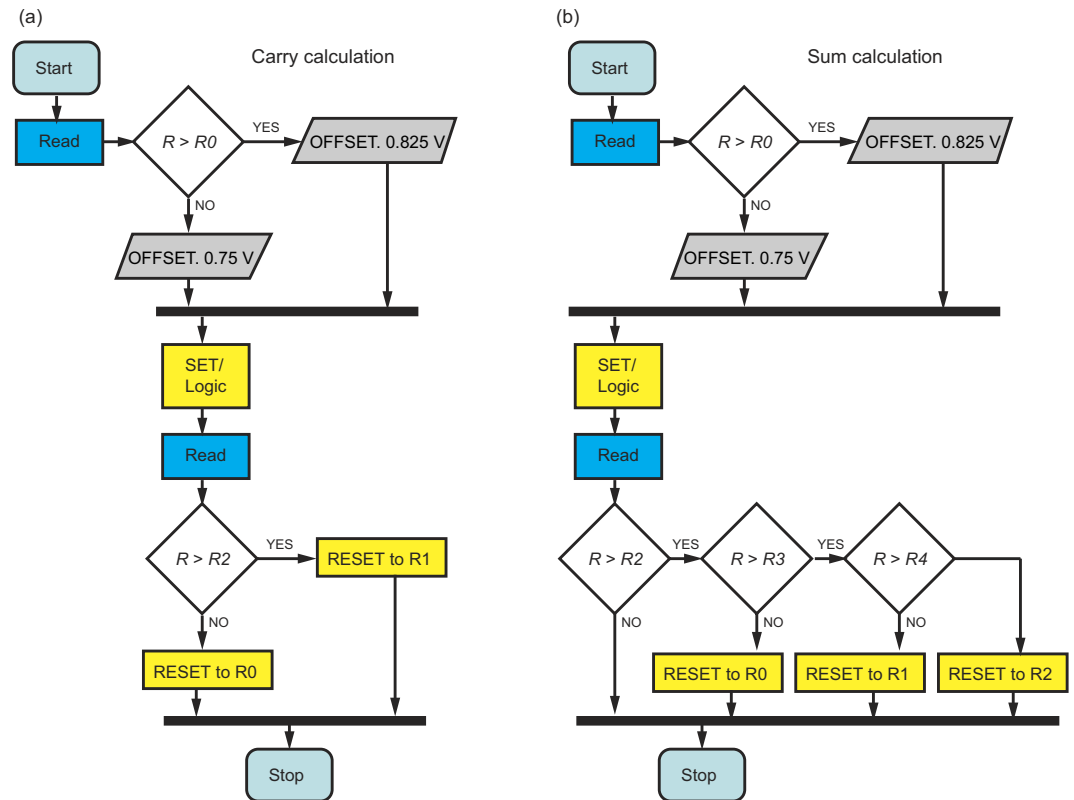 (a)
Carry calculation
Start
Read
R > R0
YES
OFFSET. 0.825 V
NO
OFFSET. 0.75 V
SET/
Logic
Read
R > R2
YES
RESET to R1
NO
RESET to R0
Stop
(b)
Sum calculation
Start
Read
R > R0
YES
OFFSET. 0.825 V
NO
OFFSET. 0.75 V
SET/
Logic
Read
R > R2
YES
R > R3
YES
R > R4
NO
NO
NO
RESET to R0
RESET to R1
RESET to R2
Stop